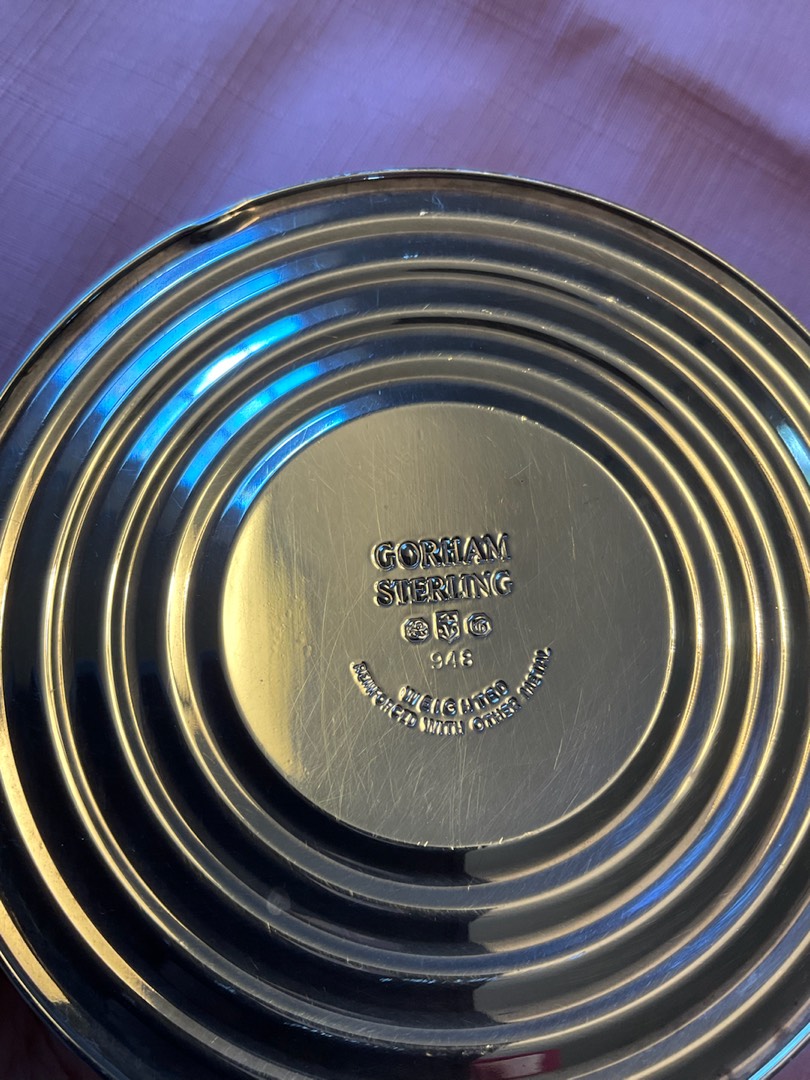 GORHAM
STERLING
948
WEIGHTED
REINFORCED WITH OTHER METAL